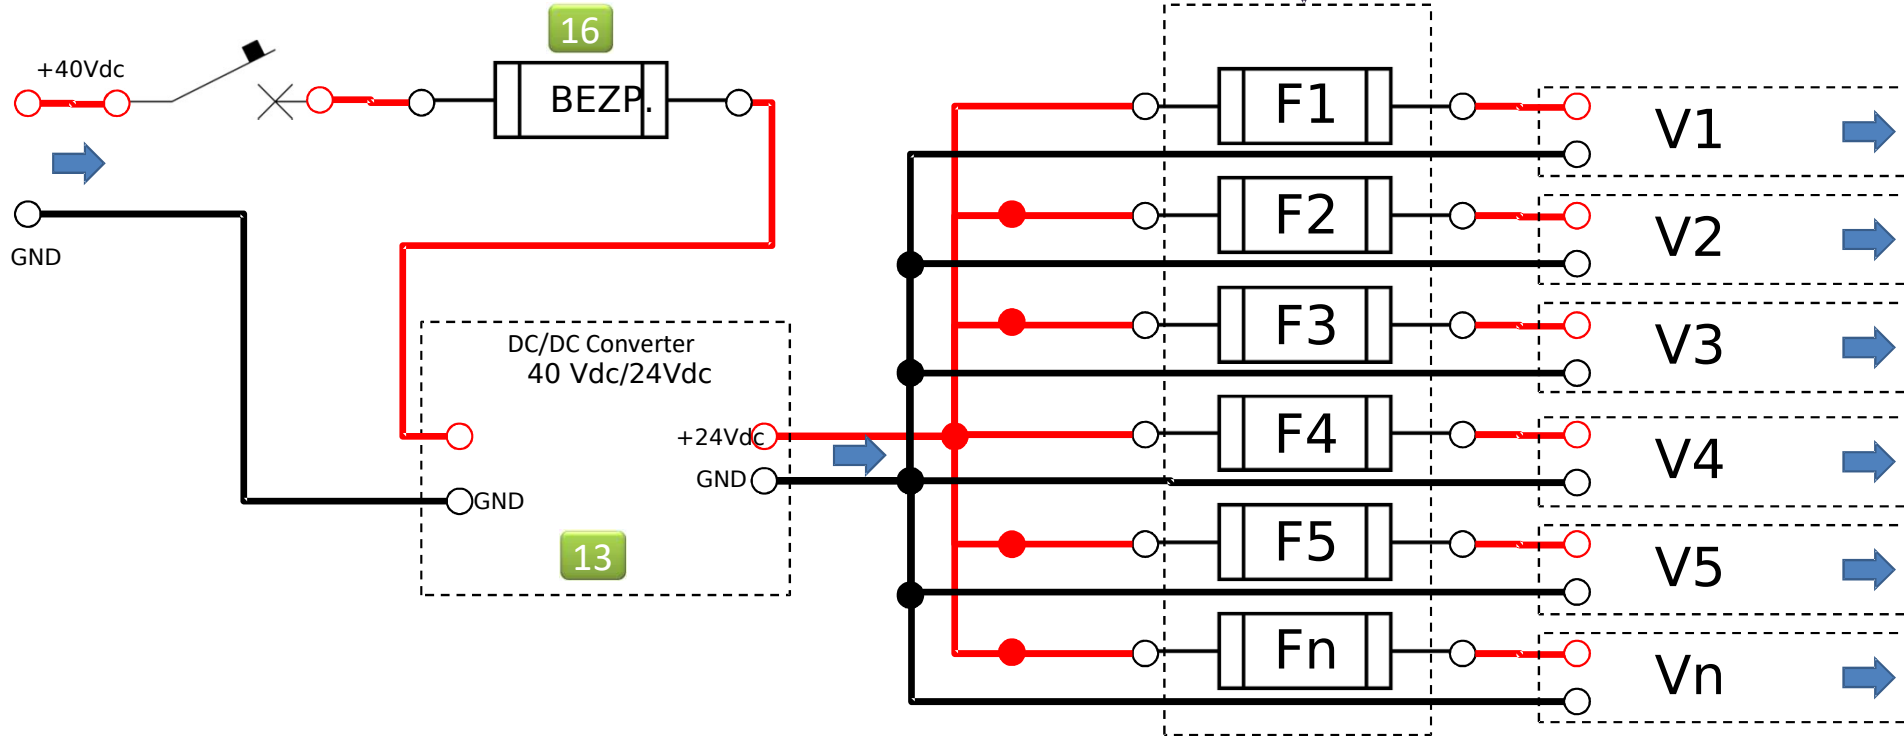 16
+40Vdc
BEZP.
GND
DC/DC Converter
40 Vdc/24Vdc
+24Vdc
GND
GND
13
F1
V1
F2
V2
F3
V3
F4
V4
F5
V5
Fn
Vn